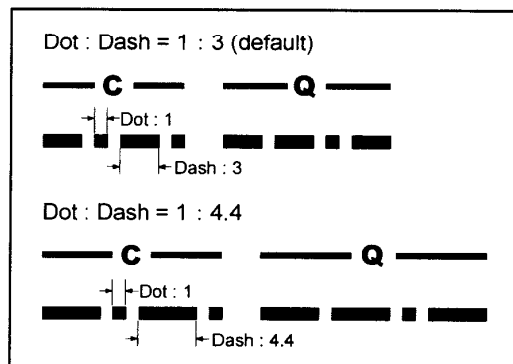 Dot : Dash = 1 : 3 (default)
C Q
Dot : 1
Dash : 3
Dot : Dash = 1 : 4.4
C Q
Dot : 1
Dash : 4.4